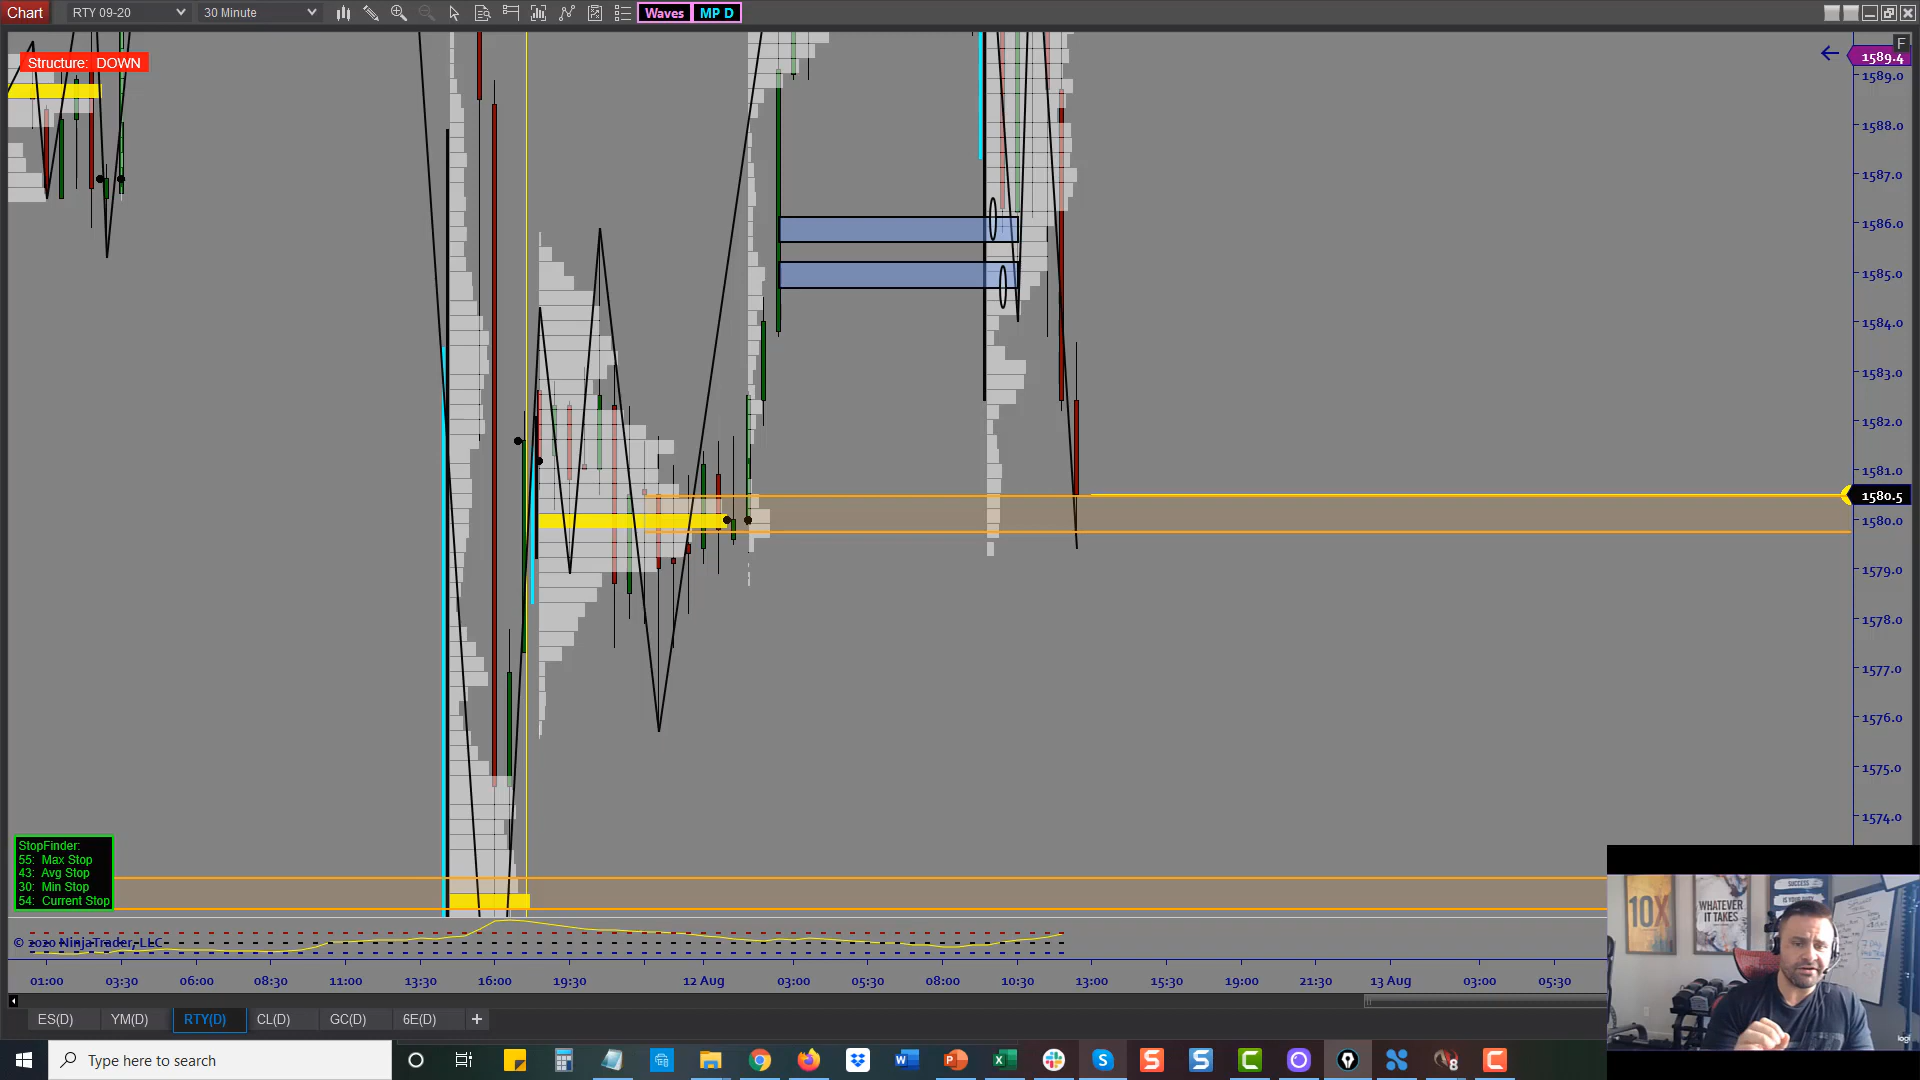 Chart
RTY 09-20
30 Minute
Waves
MP D
F
Structure: DOWN
1589.4
1589.0
1588.0
1587.0
1586.0
1585.0
1584.0
1583.0
1582.0
1581.0
1580.5
1580.0
1579.0
1578.0
1577.0
1576.0
1575.0
1574.0
StopFinder:
55: Max Stop
43: Avg Stop
30: Min Stop
54: Current Stop
© 2020 NinjaTrader, LLC
01:00
03:30
06:00
08:30
11:00
13:30
16:00
19:30
12 Aug
03:00
05:30
08:00
10:30
13:00
15:30
19:00
21:30
13 Aug
03:00
05:30
ES(D)
YM(D)
RTY(D)
CL(D)
GC(D)
6E(D)
+
Type here to search
10X
WHATEVER
IT TAKES
SUCCESS
logi